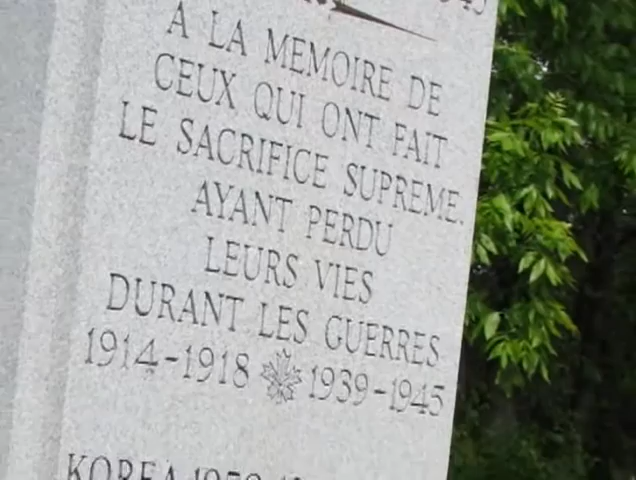 A LA MEMOIRE DE
CEUX QUI ONT FAIT
LE SACRIFICE SUPREME.
AYANT PERDU
LEURS VIES
DURANT LES GUERRES
1914-1918 1939-1945
KOREA